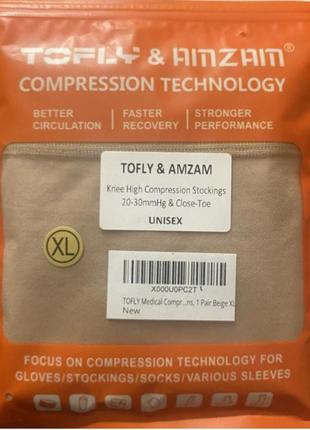 TOFLY & AMZAM®
COMPRESSION TECHNOLOGY
BETTER CIRCULATION
FASTER RECOVERY
STRONGER PERFORMANCE
TOFLY & AMZAM
Knee High Compression Stockings
20-30mmHg & Close-Toe
UNISEX
XL
X000U0PC2T
TOFLY Medical Compr...ns, 1 Pair Beige XL
New
FOCUS ON COMPRESSION TECHNOLOGY FOR
GLOVES/STOCKINGS/SOCKS/VARIOUS SLEEVES